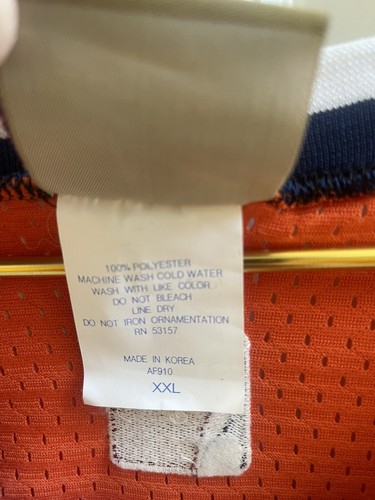 100% POLYESTER
MACHINE WASH COLD WATER
WASH WITH LIKE COLOR
DO NOT BLEACH
LINE DRY
DO NOT IRON ORNAMENTATION
RN 53157
MADE IN KOREA
AF910
XXL